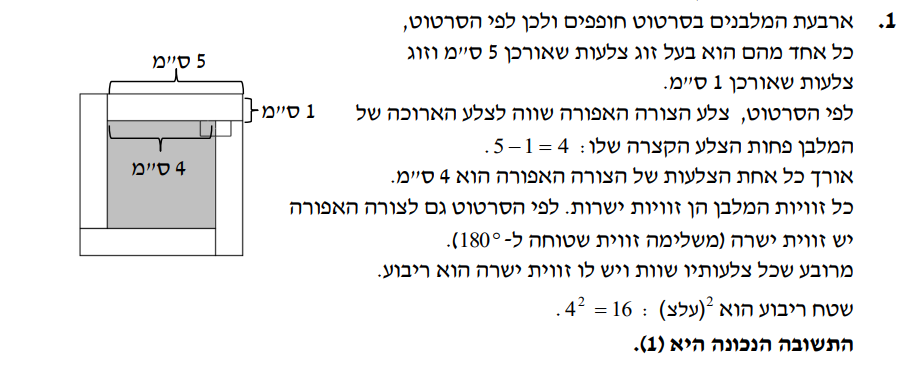 1. ארבעת המלבנים בסרטוט חופפים ולכן לפי הסרטוט,
כל אחד מהם הוא בעל זוג צלעות שאורכן 5 ס״מ וזוג
צלעות שאורכן 1 ס״מ.
לפי הסרטוט, צלע הצורה האפורה שווה לצלע הארוכה של
המלבן פחות הצלע הקצרה שלו: 5 − 1 = 4.
אורך כל אחת הצלעות של הצורה האפורה הוא 4 ס״מ.
כל זוויות המלבן הן זוויות ישרות. לפי הסרטוט גם לצורה האפורה
יש זווית ישרה (משלימה זווית שטוחה ל- 180°).
מרובע שכל צלעותיו שוות ויש לו זווית ישרה הוא ריבוע.
שטח ריבוע הוא (צלע)²: 4² = 16.
התשובה הנכונה היא (1).
5 ס״מ
1 ס״מ
4 ס״מ